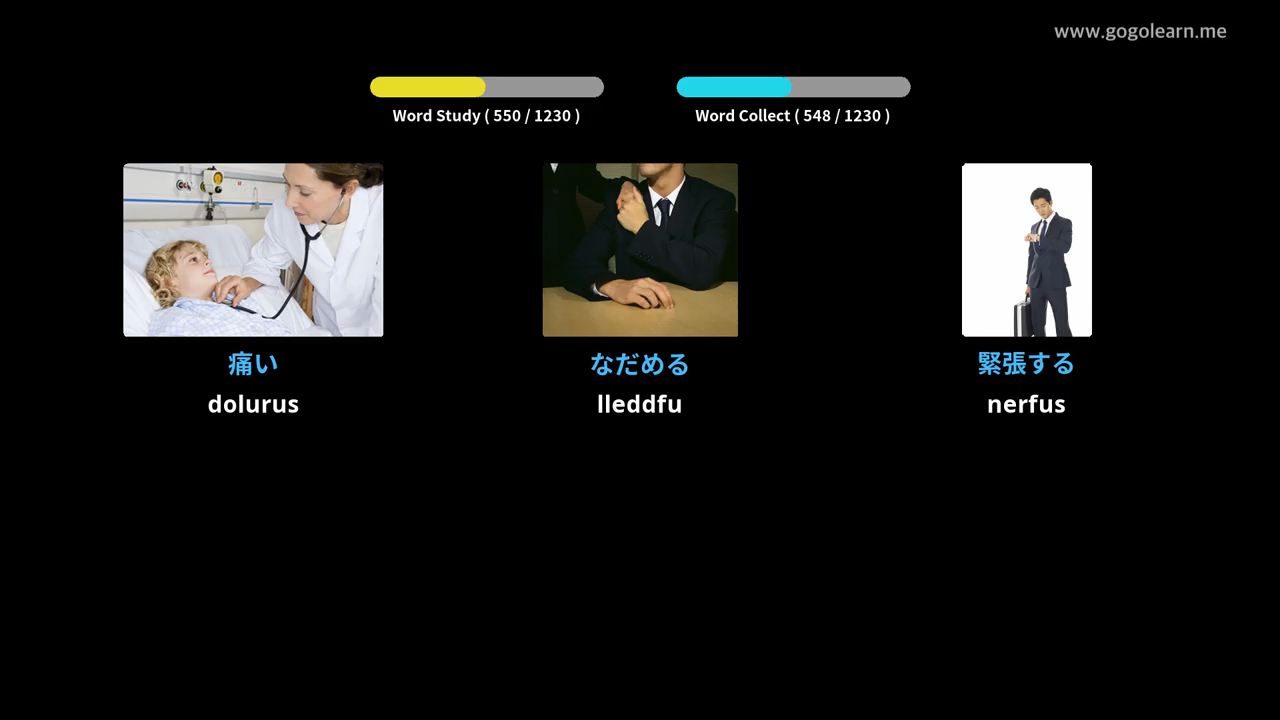 www.gogolearn.me
Word Study ( 550 / 1230 )
Word Collect ( 548 / 1230 )
痛い
なだめる
緊張する
dolurus
lleddfu
nerfus